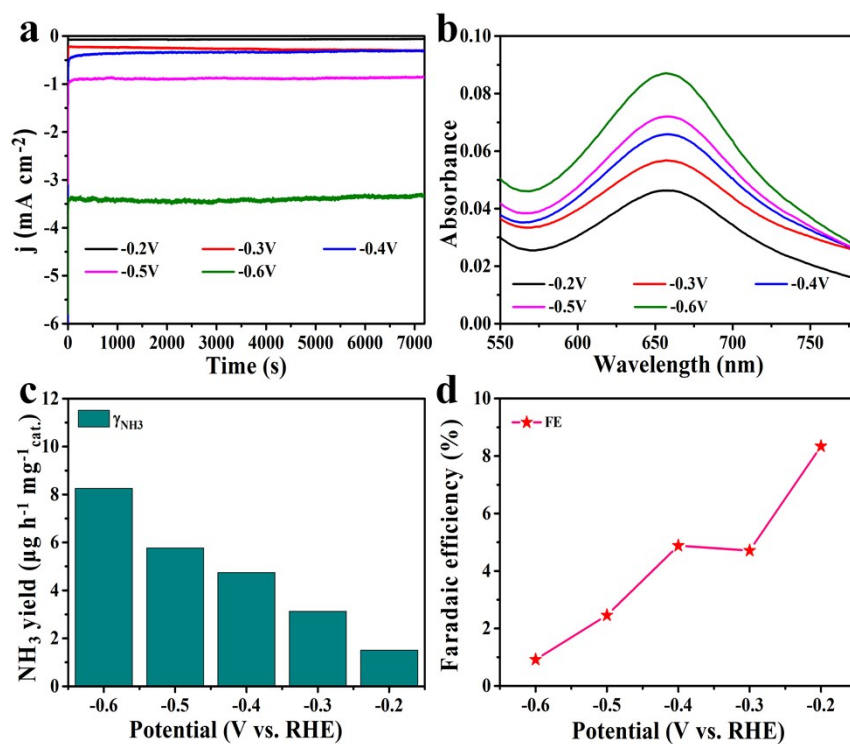 a
0
-1
-2
-3
-4
-5
-6
j (mA cm⁻²)
-0.2V -0.3V -0.4V
-0.5V -0.6V
0 1000 2000 3000 4000 5000 6000 7000
Time (s)
b
0.10
0.08
0.06
0.04
0.02
0.00
Absorbance
-0.2V -0.3V -0.4V
-0.5V -0.6V
550 600 650 700 750
Wavelength (nm)
c
12
10
8
6
4
2
0
NH₃ yield (µg h⁻¹ mg⁻¹cat.)
γNH3
-0.6 -0.5 -0.4 -0.3 -0.2
Potential (V vs. RHE)
d
10
8
6
4
2
0
Faradaic efficiency (%)
FE
-0.6 -0.5 -0.4 -0.3 -0.2
Potential (V vs. RHE)